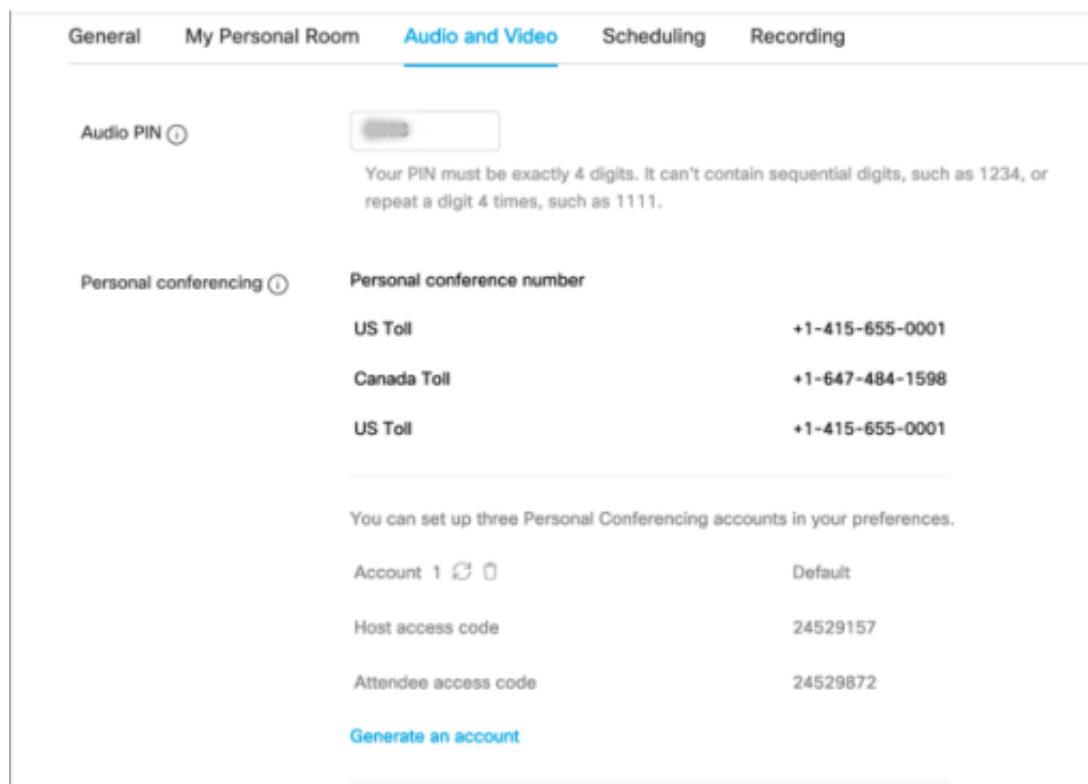 General My Personal Room Audio and Video Scheduling Recording
Audio PIN
Your PIN must be exactly 4 digits. It can't contain sequential digits, such as 1234, or
repeat a digit 4 times, such as 1111.
Personal conferencing Personal conference number
US Toll +1-415-655-0001
Canada Toll +1-647-484-1598
US Toll +1-415-655-0001
You can set up three Personal Conferencing accounts in your preferences.
Account 1 Default
Host access code 24529157
Attendee access code 24529872
Generate an account